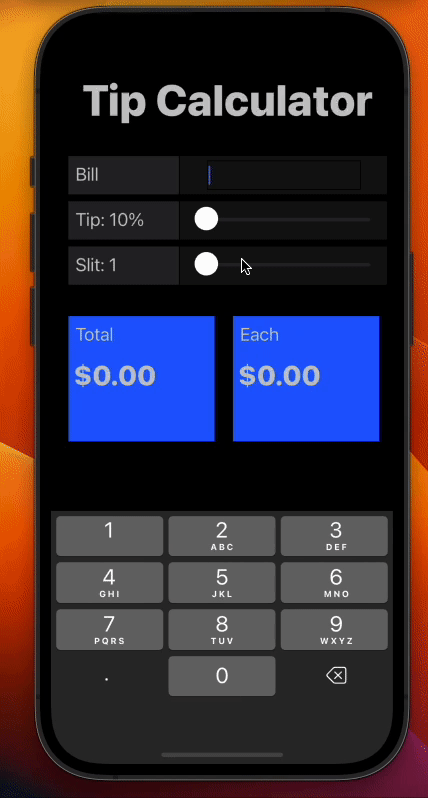 Tip Calculator
Bill
Tip: 10%
Slit: 1
Total Each
$0.00 $0.00
1 2 3
ABC DEF
4 5 6
GHI JKL MNO
7 8 9
PQRS TUV WXYZ
. 0